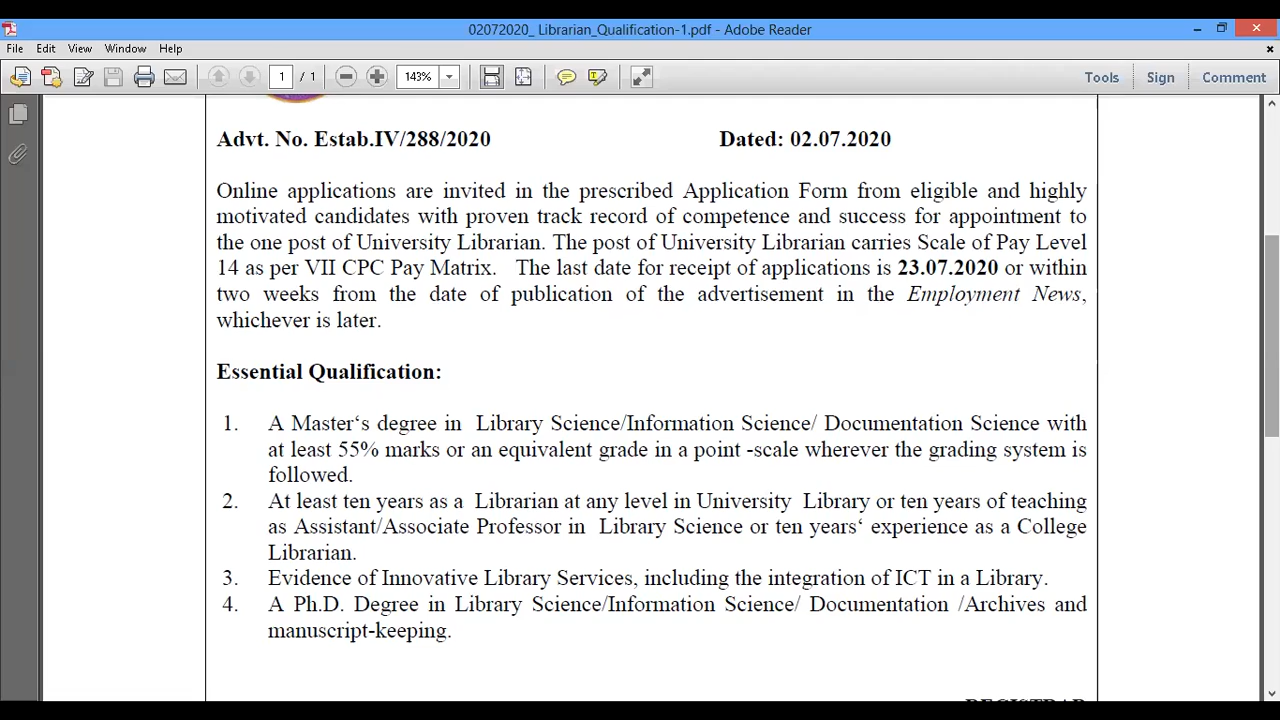 02072020_ Librarian_Qualification-1.pdf - Adobe Reader
File Edit View Window Help
1 / 1 143% Tools Sign Comment
Advt. No. Estab.IV/288/2020 Dated: 02.07.2020
Online applications are invited in the prescribed Application Form from eligible and highly
motivated candidates with proven track record of competence and success for appointment to
the one post of University Librarian. The post of University Librarian carries Scale of Pay Level
14 as per VII CPC Pay Matrix. The last date for receipt of applications is 23.07.2020 or within
two weeks from the date of publication of the advertisement in the Employment News,
whichever is later.
Essential Qualification:
1. A Master‘s degree in Library Science/Information Science/ Documentation Science with
at least 55% marks or an equivalent grade in a point -scale wherever the grading system is
followed.
2. At least ten years as a Librarian at any level in University Library or ten years of teaching
as Assistant/Associate Professor in Library Science or ten years‘ experience as a College
Librarian.
3. Evidence of Innovative Library Services, including the integration of ICT in a Library.
4. A Ph.D. Degree in Library Science/Information Science/ Documentation /Archives and
manuscript-keeping.
REGISTRAR